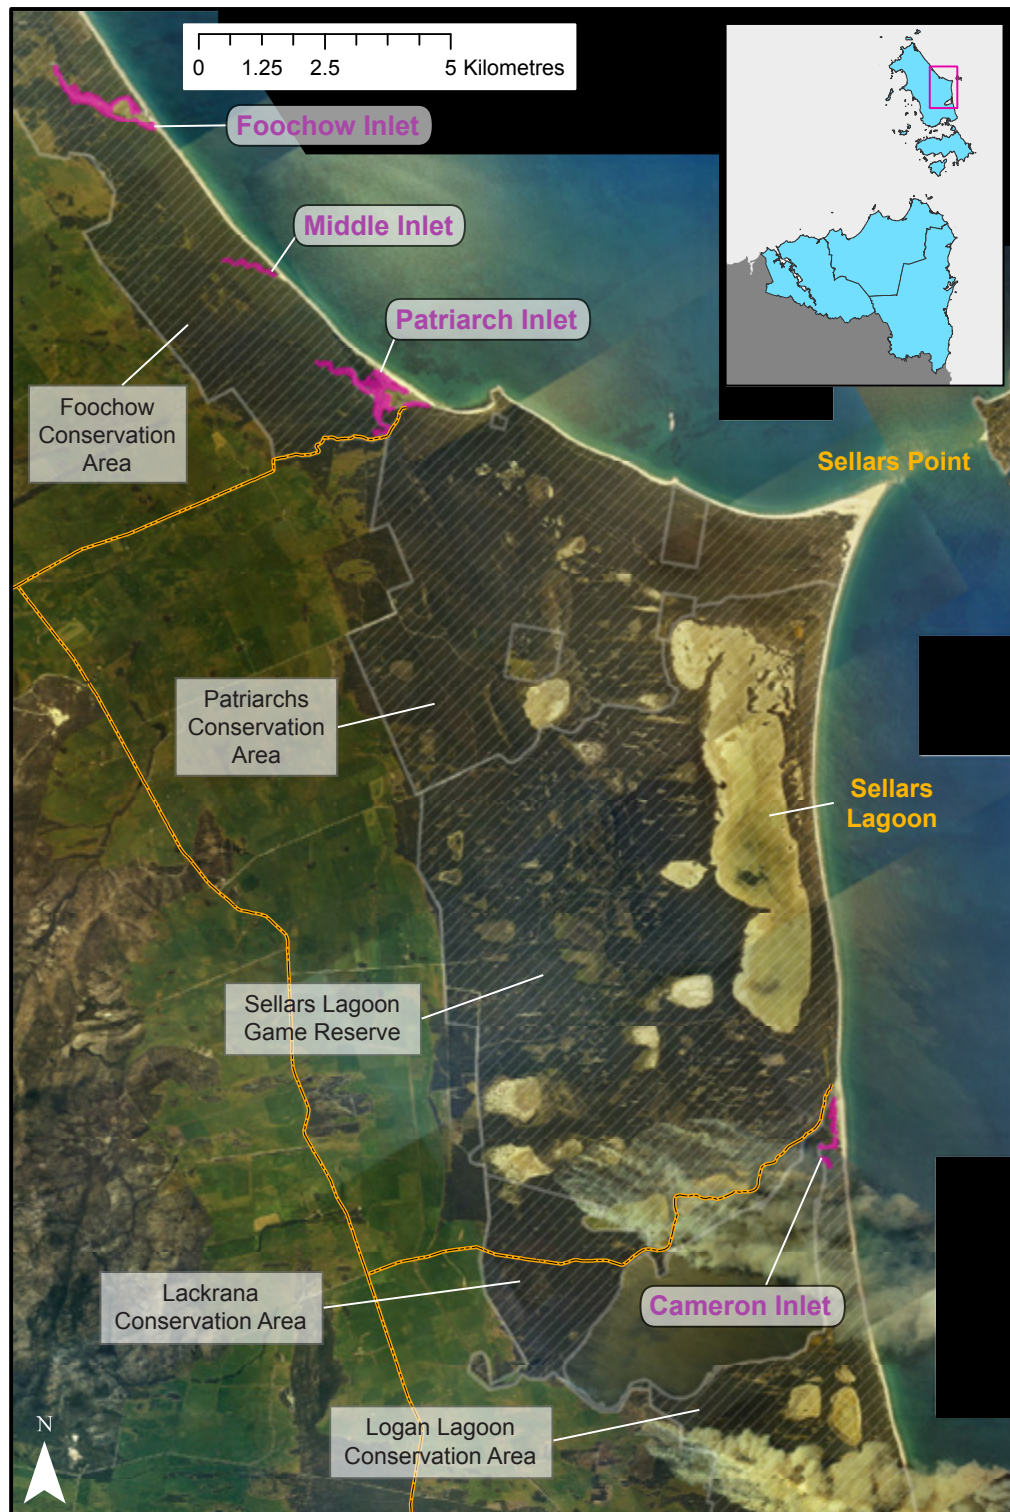 0 1.25 2.5 5 Kilometres
Foochow Inlet
Middle Inlet
Patriarch Inlet
Foochow
Conservation
Area
Sellars Point
Patriarchs
Conservation
Area
Sellars
Lagoon
Sellars Lagoon
Game Reserve
Lackrana
Conservation Area
Cameron Inlet
Logan Lagoon
Conservation Area
N